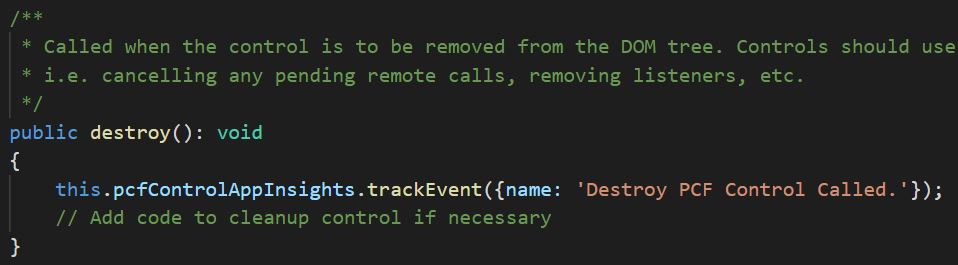 /**
 * Called when the control is to be removed from the DOM tree. Controls should use
 * i.e. cancelling any pending remote calls, removing listeners, etc.
 */
public destroy(): void
{
    this.pcfControlAppInsights.trackEvent({name: 'Destroy PCF Control Called.'});
    // Add code to cleanup control if necessary
}